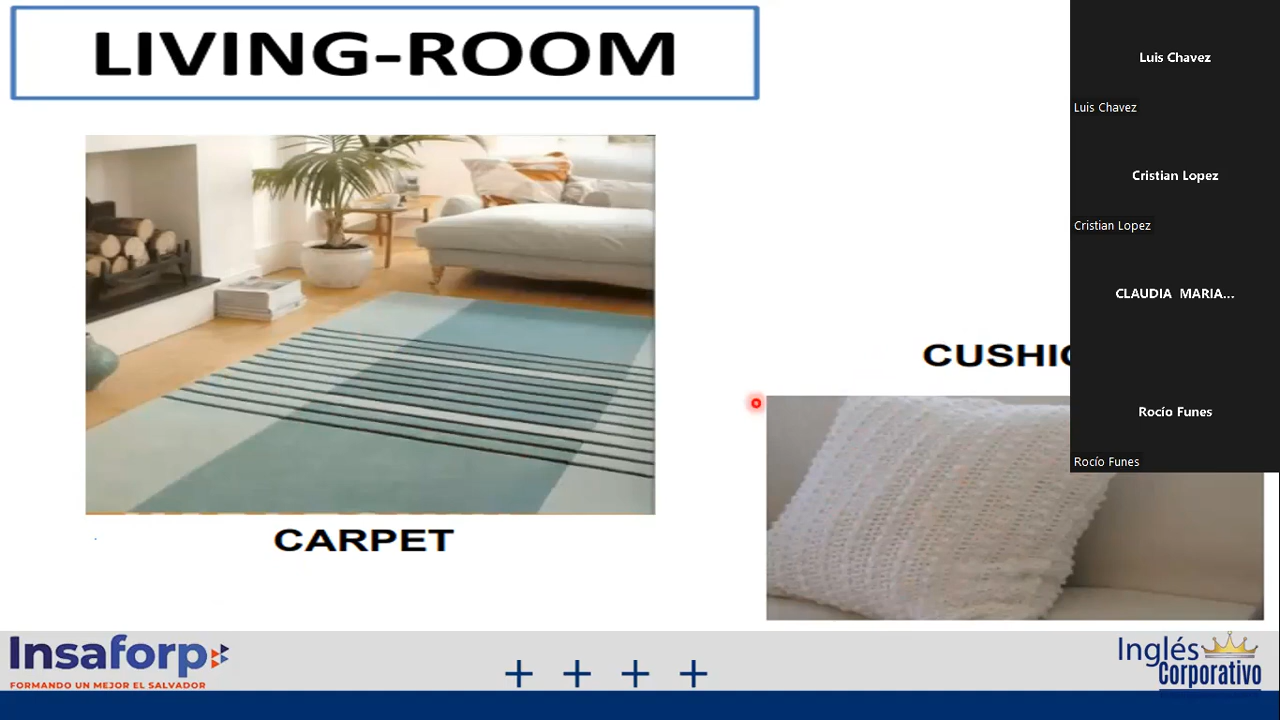 LIVING-ROOM
CARPET
Luis Chavez
Luis Chavez
Cristian Lopez
Cristian Lopez
CLAUDIA MARIA...
Rocío Funes
Rocío Funes
Insaforp
FORMANDO UN MEJOR EL SALVADOR
Inglés
Corporativo